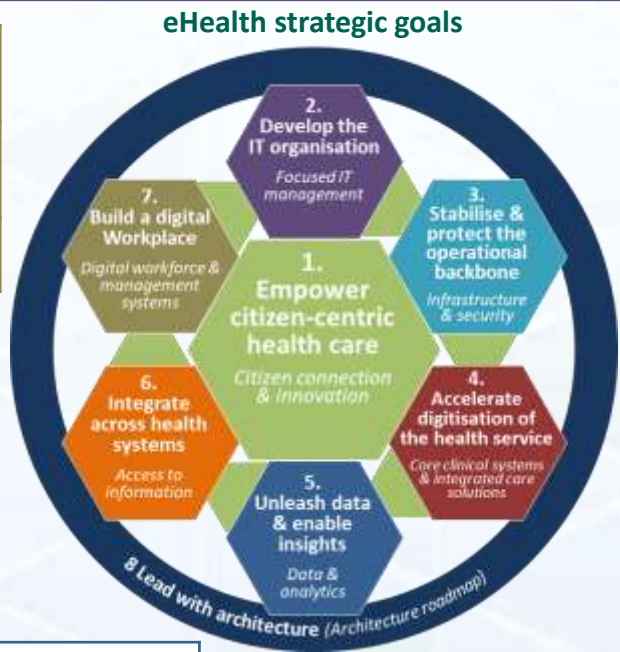 eHealth strategic goals
1.
Empower
citizen-centric
health care
Citizen connection
& innovation
2.
Develop the
IT organisation
Focused IT
management
3.
Stabilise &
protect the
operational
backbone
Infrastructure
& security
4.
Accelerate
digitisation of
the health service
Core clinical systems
& integrated care
solutions
5.
Unleash data
& enable
insights
Data &
analytics
6.
Integrate
across health
systems
Access to
information
7.
Build a digital
Workplace
Digital workforce &
management
systems
8 Lead with architecture (Architecture roadmap)